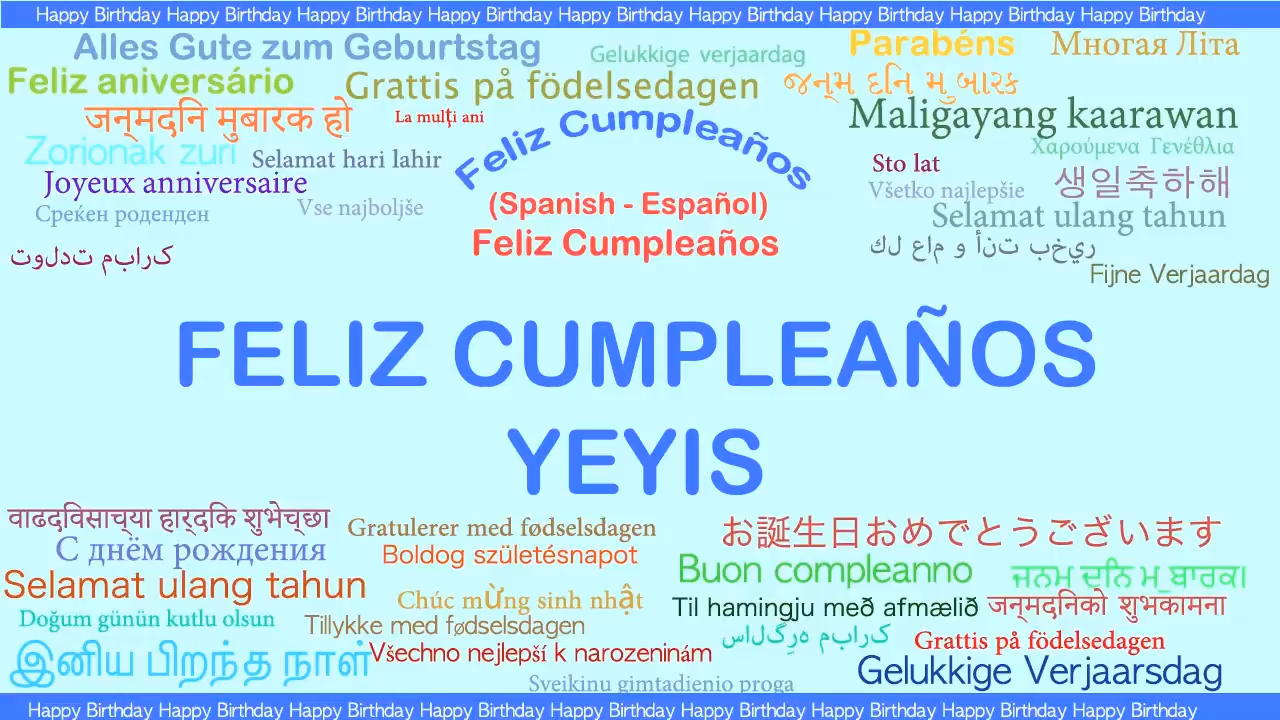 Happy Birthday Happy Birthday Happy Birthday Happy Birthday Happy Birthday Happy Birthday Happy Birthday Happy Birthday Happy Birthday
Alles Gute zum Geburtstag
Gelukkige verjaardag
Parabéns
Многая Літа
Feliz aniversário
Grattis på födelsedagen
જન્મ દિન મુબારક
जन्मदिन मुबारक हो
La mulţi ani
Feliz Cumpleaños
Maligayang kaarawan
Zorionak zuri
Selamat hari lahir
Sto lat
Χαρούμενα Γενέθλια
Joyeux anniversaire
(Spanish - Español)
Všetko najlepšie
생일축하해
Среќен роденден
Vse najboljše
Feliz Cumpleaños
Selamat ulang tahun
تولدت مبارک
كل عام و أنت بخير
Fijne Verjaardag
FELIZ CUMPLEAÑOS
YEYIS
वाढदिवसाच्या हार्दिक शुभेच्छा
Gratulerer med fødselsdagen
お誕生日おめでとうございます
С днём рождения
Boldog születésnapot
Buon compleanno
ਜਨਮ ਦਿਨ ਮੁਬਾਰਕ।
Selamat ulang tahun
Chúc mừng sinh nhật
Til hamingju með afmælið
जन्मदिनको शुभकामना
Doğum günün kutlu olsun
Tillykke med fødselsdagen
سالگرہ مبارک
Grattis på födelsedagen
இனிய பிறந்த நாள்
Všechno nejlepší k narozeninám
Gelukkige Verjaarsdag
Sveikinu gimtadienio proga
Happy Birthday Happy Birthday Happy Birthday Happy Birthday Happy Birthday Happy Birthday Happy Birthday Happy Birthday Happy Birthday